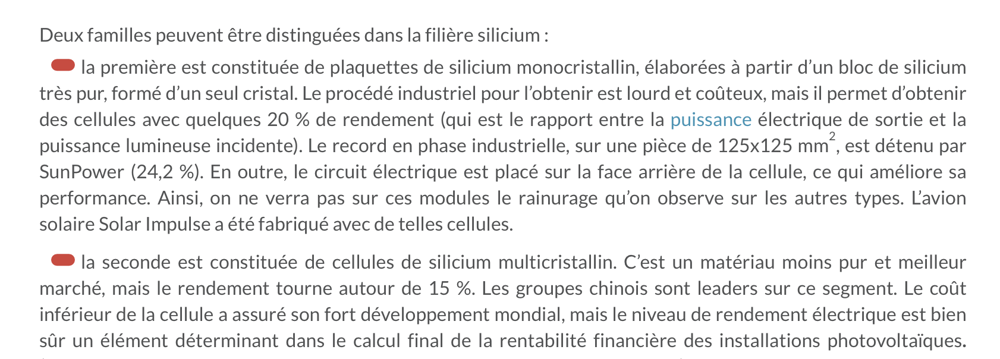 Deux familles peuvent être distinguées dans la filière silicium :
la première est constituée de plaquettes de silicium monocristallin, élaborées à partir d’un bloc de silicium
très pur, formé d’un seul cristal. Le procédé industriel pour l’obtenir est lourd et coûteux, mais il permet d’obtenir
des cellules avec quelques 20 % de rendement (qui est le rapport entre la puissance électrique de sortie et la
puissance lumineuse incidente). Le record en phase industrielle, sur une pièce de 125x125 mm², est détenu par
SunPower (24,2 %). En outre, le circuit électrique est placé sur la face arrière de la cellule, ce qui améliore sa
performance. Ainsi, on ne verra pas sur ces modules le rainurage qu’on observe sur les autres types. L’avion
solaire Solar Impulse a été fabriqué avec de telles cellules.
la seconde est constituée de cellules de silicium multicristallin. C’est un matériau moins pur et meilleur
marché, mais le rendement tourne autour de 15 %. Les groupes chinois sont leaders sur ce segment. Le coût
inférieur de la cellule a assuré son fort développement mondial, mais le niveau de rendement électrique est bien
sûr un élément déterminant dans le calcul final de la rentabilité financière des installations photovoltaïques.